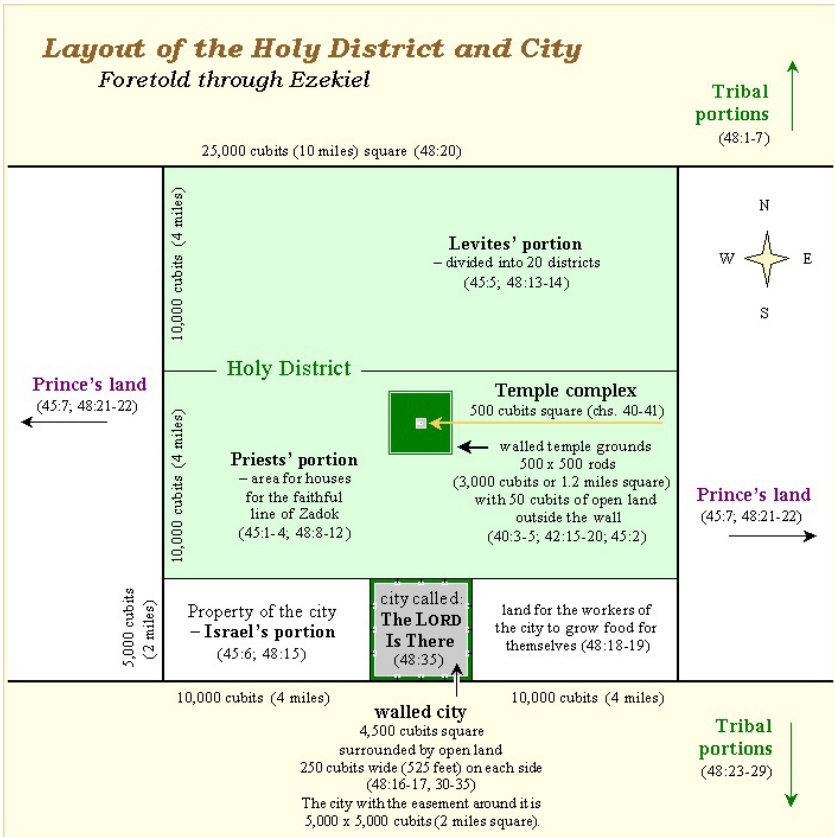 Layout of the Holy District and City
Foretold through Ezekiel
Tribal
portions
(48:1-7)
25,000 cubits (10 miles) square (48:20)
N
W E
S
10,000 cubits (4 miles)
Levites' portion
– divided into 20 districts
(45:5; 48:13-14)
Holy District
Prince's land
(45:7; 48:21-22)
10,000 cubits (4 miles)
Priests' portion
– area for houses
for the faithful
line of Zadok
(45:1-4; 48:8-12)
Temple complex
500 cubits square (chs. 40-41)
walled temple grounds
500 x 500 rods
(3,000 cubits or 1.2 miles square)
with 50 cubits of open land
outside the wall
(40:3-5; 42:15-20; 45:2)
Prince's land
(45:7; 48:21-22)
5,000 cubits
(2 miles)
Property of the city
– Israel's portion
(45:6; 48:15)
city called:
The LORD
Is There
(48:35)
land for the workers of
the city to grow food for
themselves (48:18-19)
10,000 cubits (4 miles)
10,000 cubits (4 miles)
walled city
4,500 cubits square
surrounded by open land
250 cubits wide (525 feet) on each side
(48:16-17, 30-35)
The city with the easement around it is
5,000 x 5,000 cubits (2 miles square).
Tribal
portions
(48:23-29)